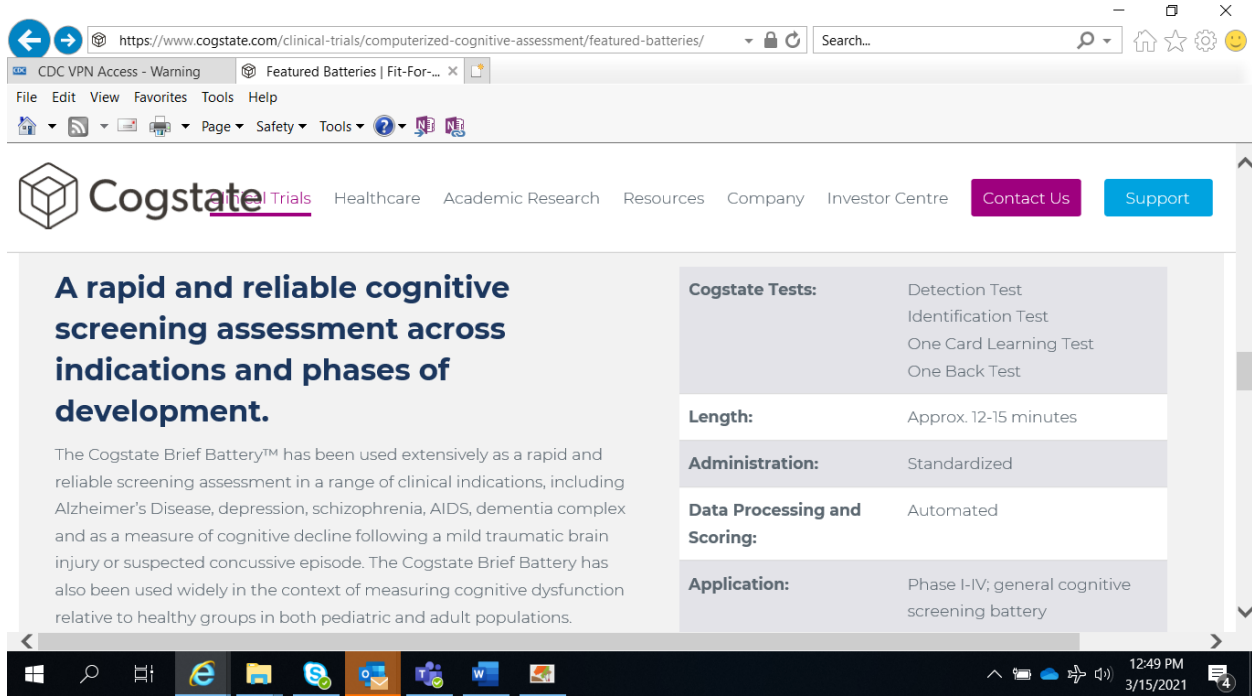 https://www.cogstate.com/clinical-trials/computerized-cognitive-assessment/featured-batteries/
Search...
CDC CDC VPN Access - Warning
Featured Batteries | Fit-For-...
File Edit View Favorites Tools Help
Page Safety Tools
Cogstate
Clinical Trials Healthcare Academic Research Resources Company Investor Centre Contact Us Support
A rapid and reliable cognitive
screening assessment across
indications and phases of
development.
The Cogstate Brief Battery™ has been used extensively as a rapid and
reliable screening assessment in a range of clinical indications, including
Alzheimer's Disease, depression, schizophrenia, AIDS, dementia complex
and as a measure of cognitive decline following a mild traumatic brain
injury or suspected concussive episode. The Cogstate Brief Battery has
also been used widely in the context of measuring cognitive dysfunction
relative to healthy groups in both pediatric and adult populations.
Cogstate Tests: Detection Test
Identification Test
One Card Learning Test
One Back Test
Length: Approx. 12-15 minutes
Administration: Standardized
Data Processing and Automated
Scoring:
Application: Phase I-IV; general cognitive
screening battery
12:49 PM
3/15/2021
4